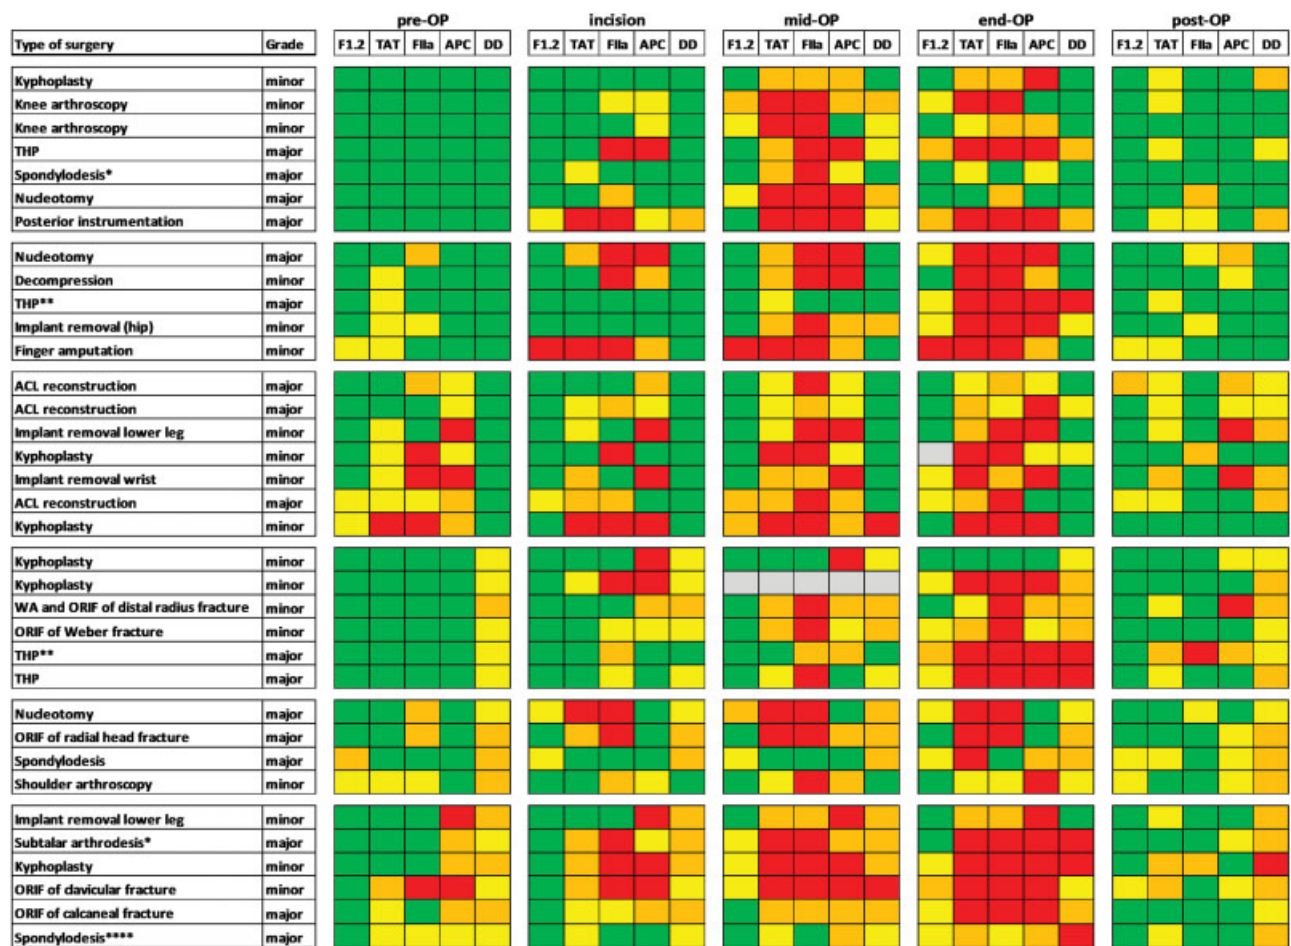 pre-OP incision mid-OP end-OP post-OP
Type of surgery Grade F1.2 TAT FIIa APC DD F1.2 TAT FIIa APC DD F1.2 TAT FIIa APC DD F1.2 TAT FIIa APC DD F1.2 TAT FIIa APC DD
Kyphoplasty minor
Knee arthroscopy minor
Knee arthroscopy minor
THP major
Spondylodesis* major
Nucleotomy major
Posterior instrumentation major
Nucleotomy major
Decompression minor
THP** major
Implant removal (hip) minor
Finger amputation minor
ACL reconstruction major
ACL reconstruction major
Implant removal lower leg minor
Kyphoplasty minor
Implant removal wrist minor
ACL reconstruction major
Kyphoplasty minor
Kyphoplasty minor
Kyphoplasty minor
WA and ORIF of distal radius fracture minor
ORIF of Weber fracture minor
THP** major
THP major
Nucleotomy major
ORIF of radial head fracture major
Spondylodesis major
Shoulder arthroscopy minor
Implant removal lower leg minor
Subtalar arthrodesis* major
Kyphoplasty minor
ORIF of clavicular fracture minor
ORIF of calcaneal fracture major
Spondylodesis**** major